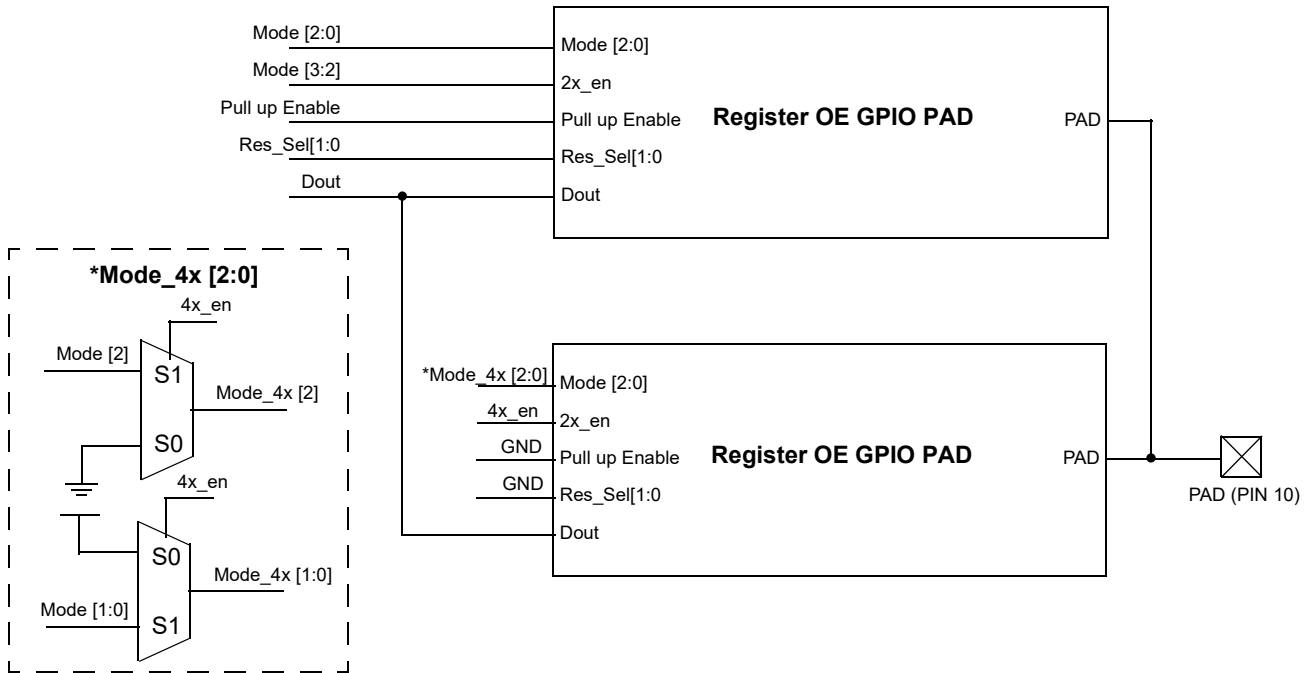 Mode [2:0]
Mode [3:2]
Pull up Enable
Res_Sel[1:0
Dout
Mode [2:0]
2x_en
Pull up Enable
Res_Sel[1:0
Dout
Register OE GPIO PAD
PAD
*Mode_4x [2:0]
4x_en
Mode [2]
S1
Mode_4x [2]
S0
4x_en
S0
Mode_4x [1:0]
Mode [1:0]
S1
*Mode_4x [2:0]
4x_en
GND
GND
Mode [2:0]
2x_en
Pull up Enable
Res_Sel[1:0
Dout
Register OE GPIO PAD
PAD
PAD (PIN 10)